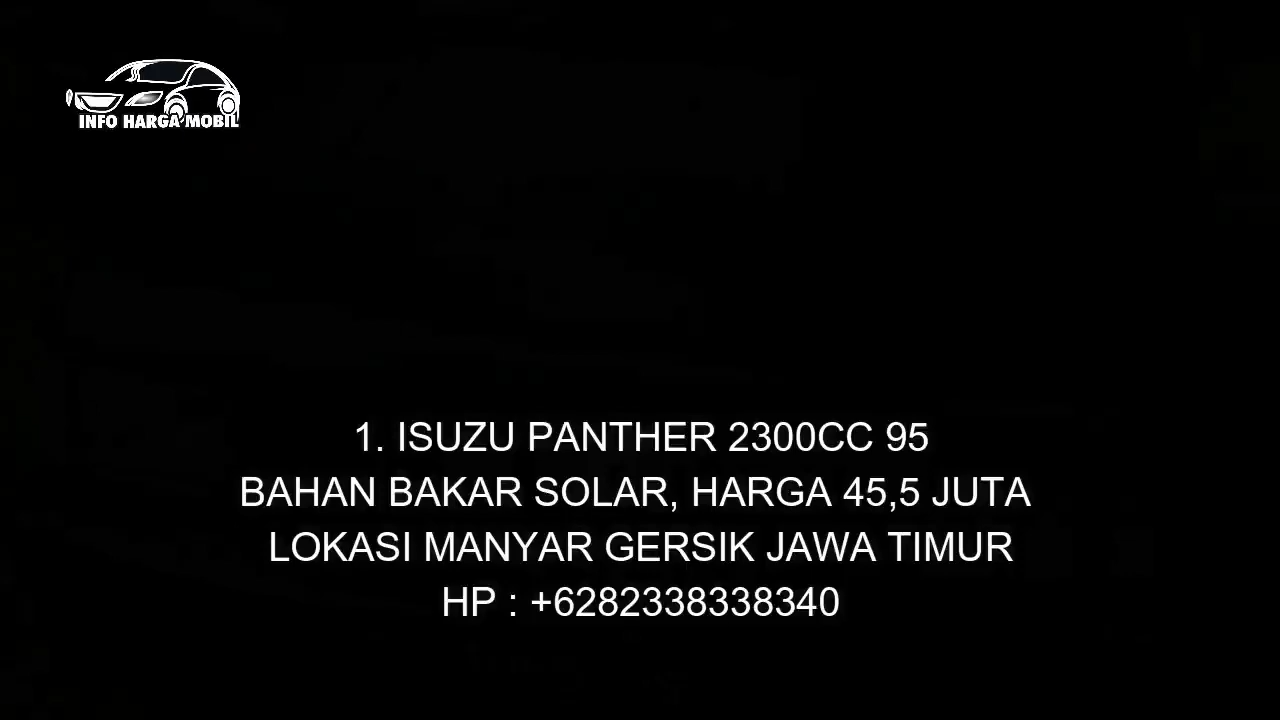 INFO HARGA MOBIL
1. ISUZU PANTHER 2300CC 95
BAHAN BAKAR SOLAR, HARGA 45,5 JUTA
LOKASI MANYAR GERSIK JAWA TIMUR
HP : +6282338338340